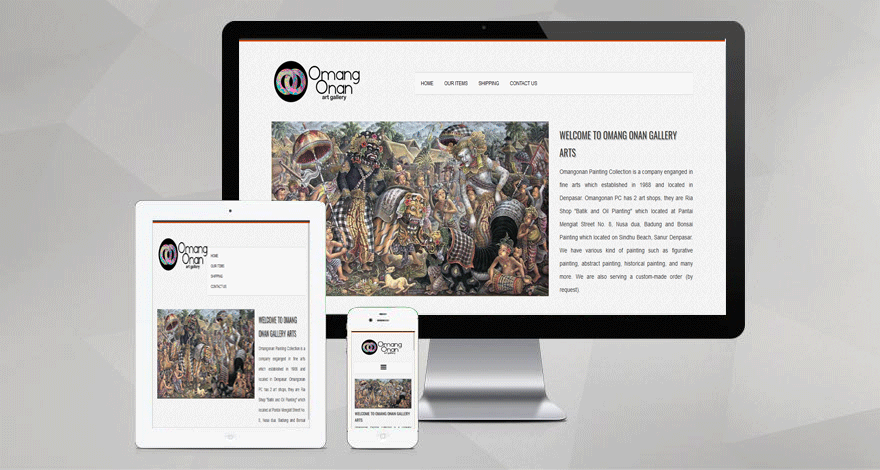 Omang
Onan
art gallery
HOME OUR ITEMS SHIPPING CONTACT US
WELCOME TO OMANG ONAN GALLERY
ARTS
Omangonan Painting Collection is a company enganged in
fine arts which established in 1988 and located in
Denpasar. Omangonan PC has 2 art shops, they are Ria
Shop "Batik and Oil Pianting" which located at Pantai
Mengiat Street No. 8, Nusa dua, Badung and Bonsai
Painting which located on Sindhu Beach, Sanur Denpasar.
We have various kind of painting such as figurative
painting, abstract painting, historical painting, and many
more. We are also serving a custom-made order (by
request).
Omang
Onan
art gallery
HOME
OUR ITEMS
SHIPPING
CONTACT US
WELCOME TO OMANG
ONAN GALLERY ARTS
Omangonan Painting Collection is a
company enganged in fine arts
which established in 1988 and
located in Denpasar. Omangonan
PC has 2 art shops, they are Ria
Shop "Batik and Oil Pianting" which
located at Pantai Mengiat Street No.
8, Nusa dua, Badung and Bonsai
Omang
Onan
art gallery
WELCOME TO OMANG ONAN GALLERY
ARTS